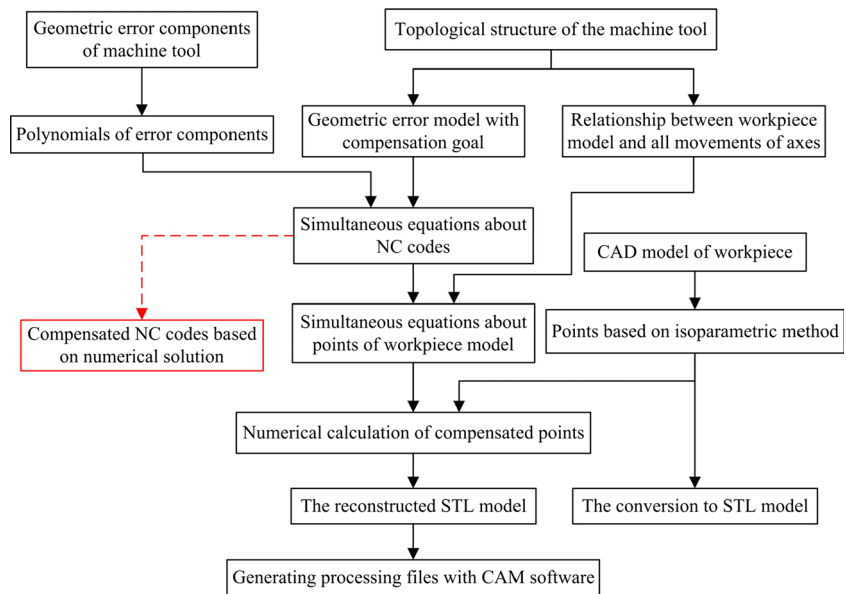 Geometric error components
of machine tool
Topological structure of the machine tool
Polynomials of error components
Geometric error model with
compensation goal
Relationship between workpiece
model and all movements of axes
Simultaneous equations about
NC codes
CAD model of workpiece
Compensated NC codes based
on numerical solution
Simultaneous equations about
points of workpiece model
Points based on isoparametric method
Numerical calculation of compensated points
The reconstructed STL model
The conversion to STL model
Generating processing files with CAM software